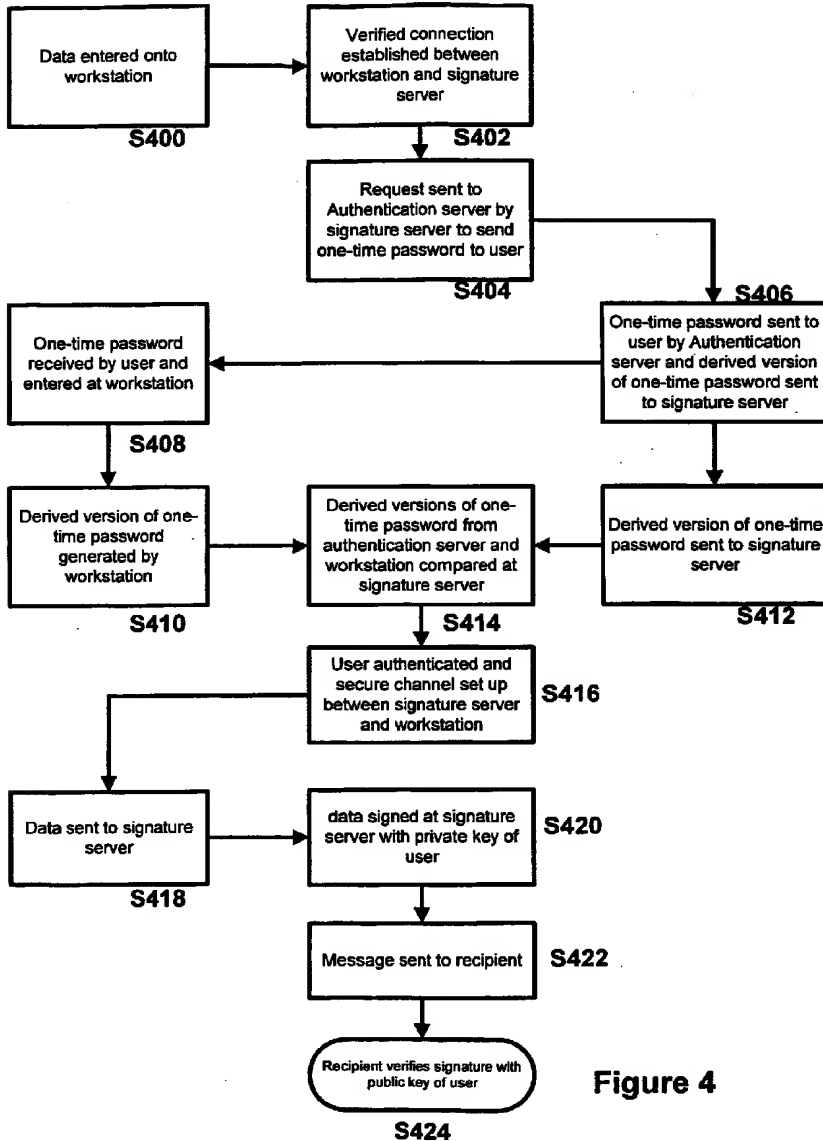 Data entered onto
workstation
S400
Verified connection
established between
workstation and signature
server
S402
Request sent to
Authentication server by
signature server to send
one-time password to user
S404
S406
One-time password sent to
user by Authentication
server and derived version
of one-time password sent
to signature server
One-time password
received by user and
entered at workstation
S408
Derived version of one-
time password
generated by
workstation
S410
Derived versions of one-
time password from
authentication server and
workstation compared at
signature server
S414
Derived version of one-time
password sent to signature
server
S412
User authenticated and
secure channel set up
between signature server
and workstation
S416
Data sent to signature
server
S418
data signed at signature
server with private key of
user
S420
Message sent to recipient
S422
Recipient verifies signature with
public key of user
S424
Figure 4